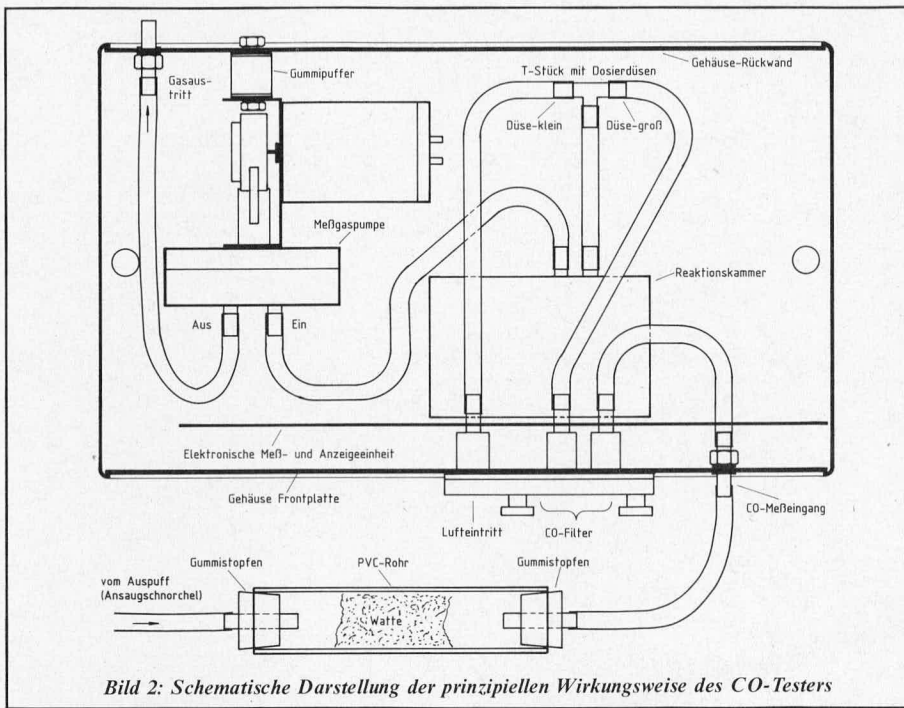 Gasaus-
tritt
Gummipuffer
T-Stück mit Dosierdüsen
Gehäuse-Rückwand
Düse-klein
Düse-groß
Meßgaspumpe
Reaktionskammer
Aus
Ein
Elektronische Meß- und Anzeigeeinheit
Gehäuse Frontplatte
Lufteintritt
CO-Filter
CO-Meßeingang
vom Auspuff
(Ansaugschnorchel)
Gummistopfen
PVC-Rohr
Gummistopfen
Watte
Bild 2: Schematische Darstellung der prinzipiellen Wirkungsweise des CO-Testers